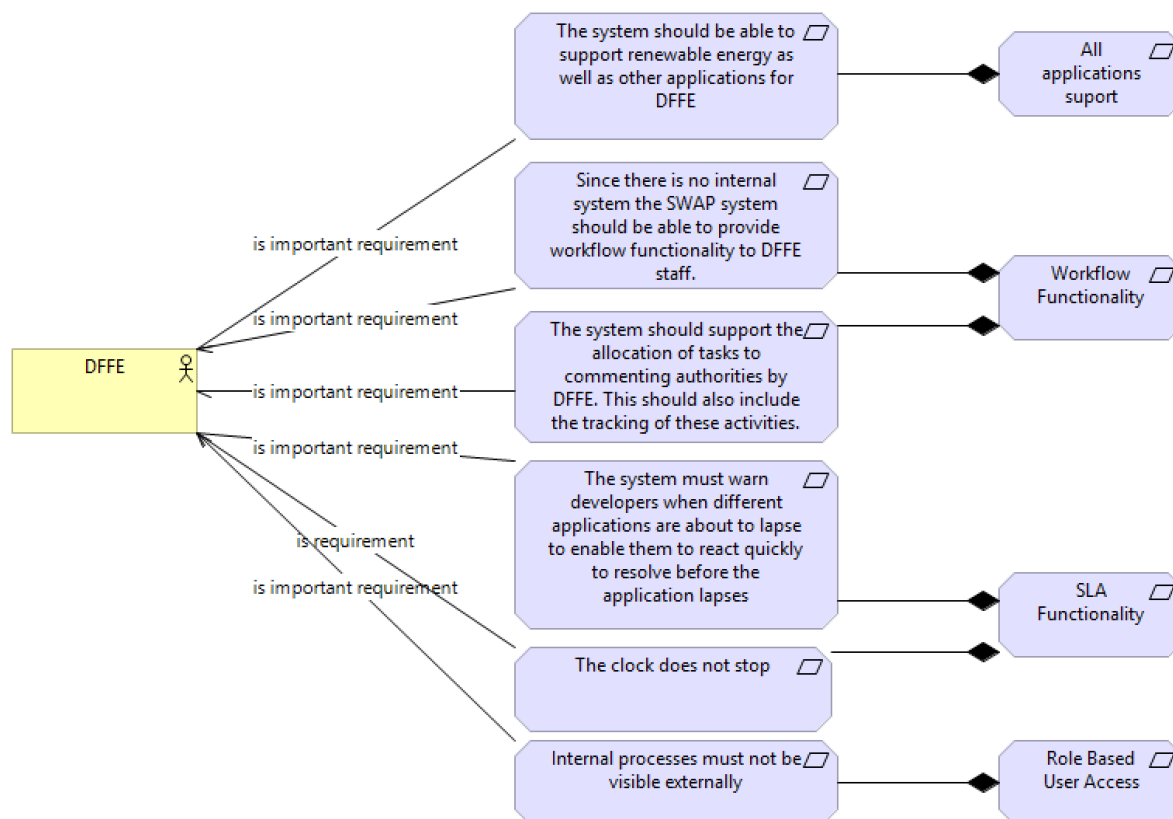 The system should be able to
support renewable energy as
well as other applications for
DFFE
All
applications
suport
Since there is no internal
system the SWAP system
should be able to provide
workflow functionality to DFFE
staff.
is important requirement
Workflow
Functionality
is important requirement
The system should support the
allocation of tasks to
commenting authorities by
DFFE. This should also include
the tracking of these activities.
DFFE
is important requirement
is important requirement
The system must warn
developers when different
applications are about to lapse
to enable them to react quickly
to resolve before the
application lapses
is requirement
is important requirement
SLA
Functionality
The clock does not stop
Internal processes must not be
visible externally
Role Based
User Access